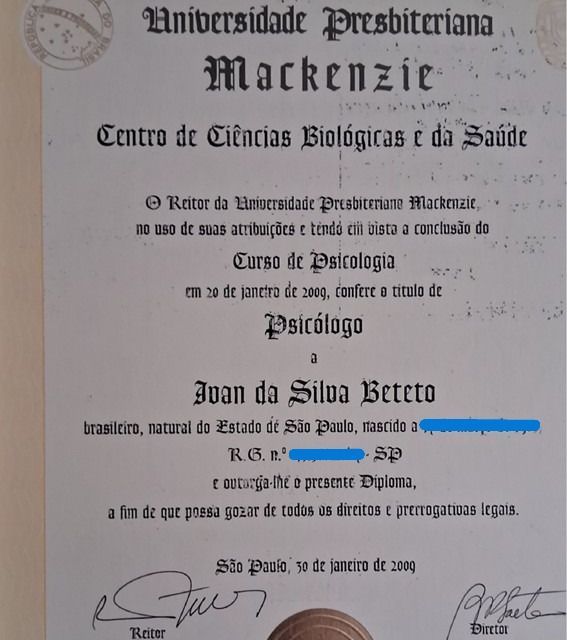 Universidade Presbiteriana
Mackenzie
Centro de Ciências Biológicas e da Saúde
O Reitor da Universidade Presbiteriana Mackenzie,
no uso de suas atribuições e tendo em vista a conclusão do
Curso de Psicologia
em 20 de janeiro de 2009, confere o título de
Psicólogo
a
Ivan da Silva Beteto
brasileiro, natural do Estado de São Paulo, nascido a
R.G. n.º - SP
e outorga-lhe o presente Diploma,
a fim de que possa gozar de todos os direitos e prerrogativas legais.
São Paulo, 30 de janeiro de 2009
Reitor
Diretor